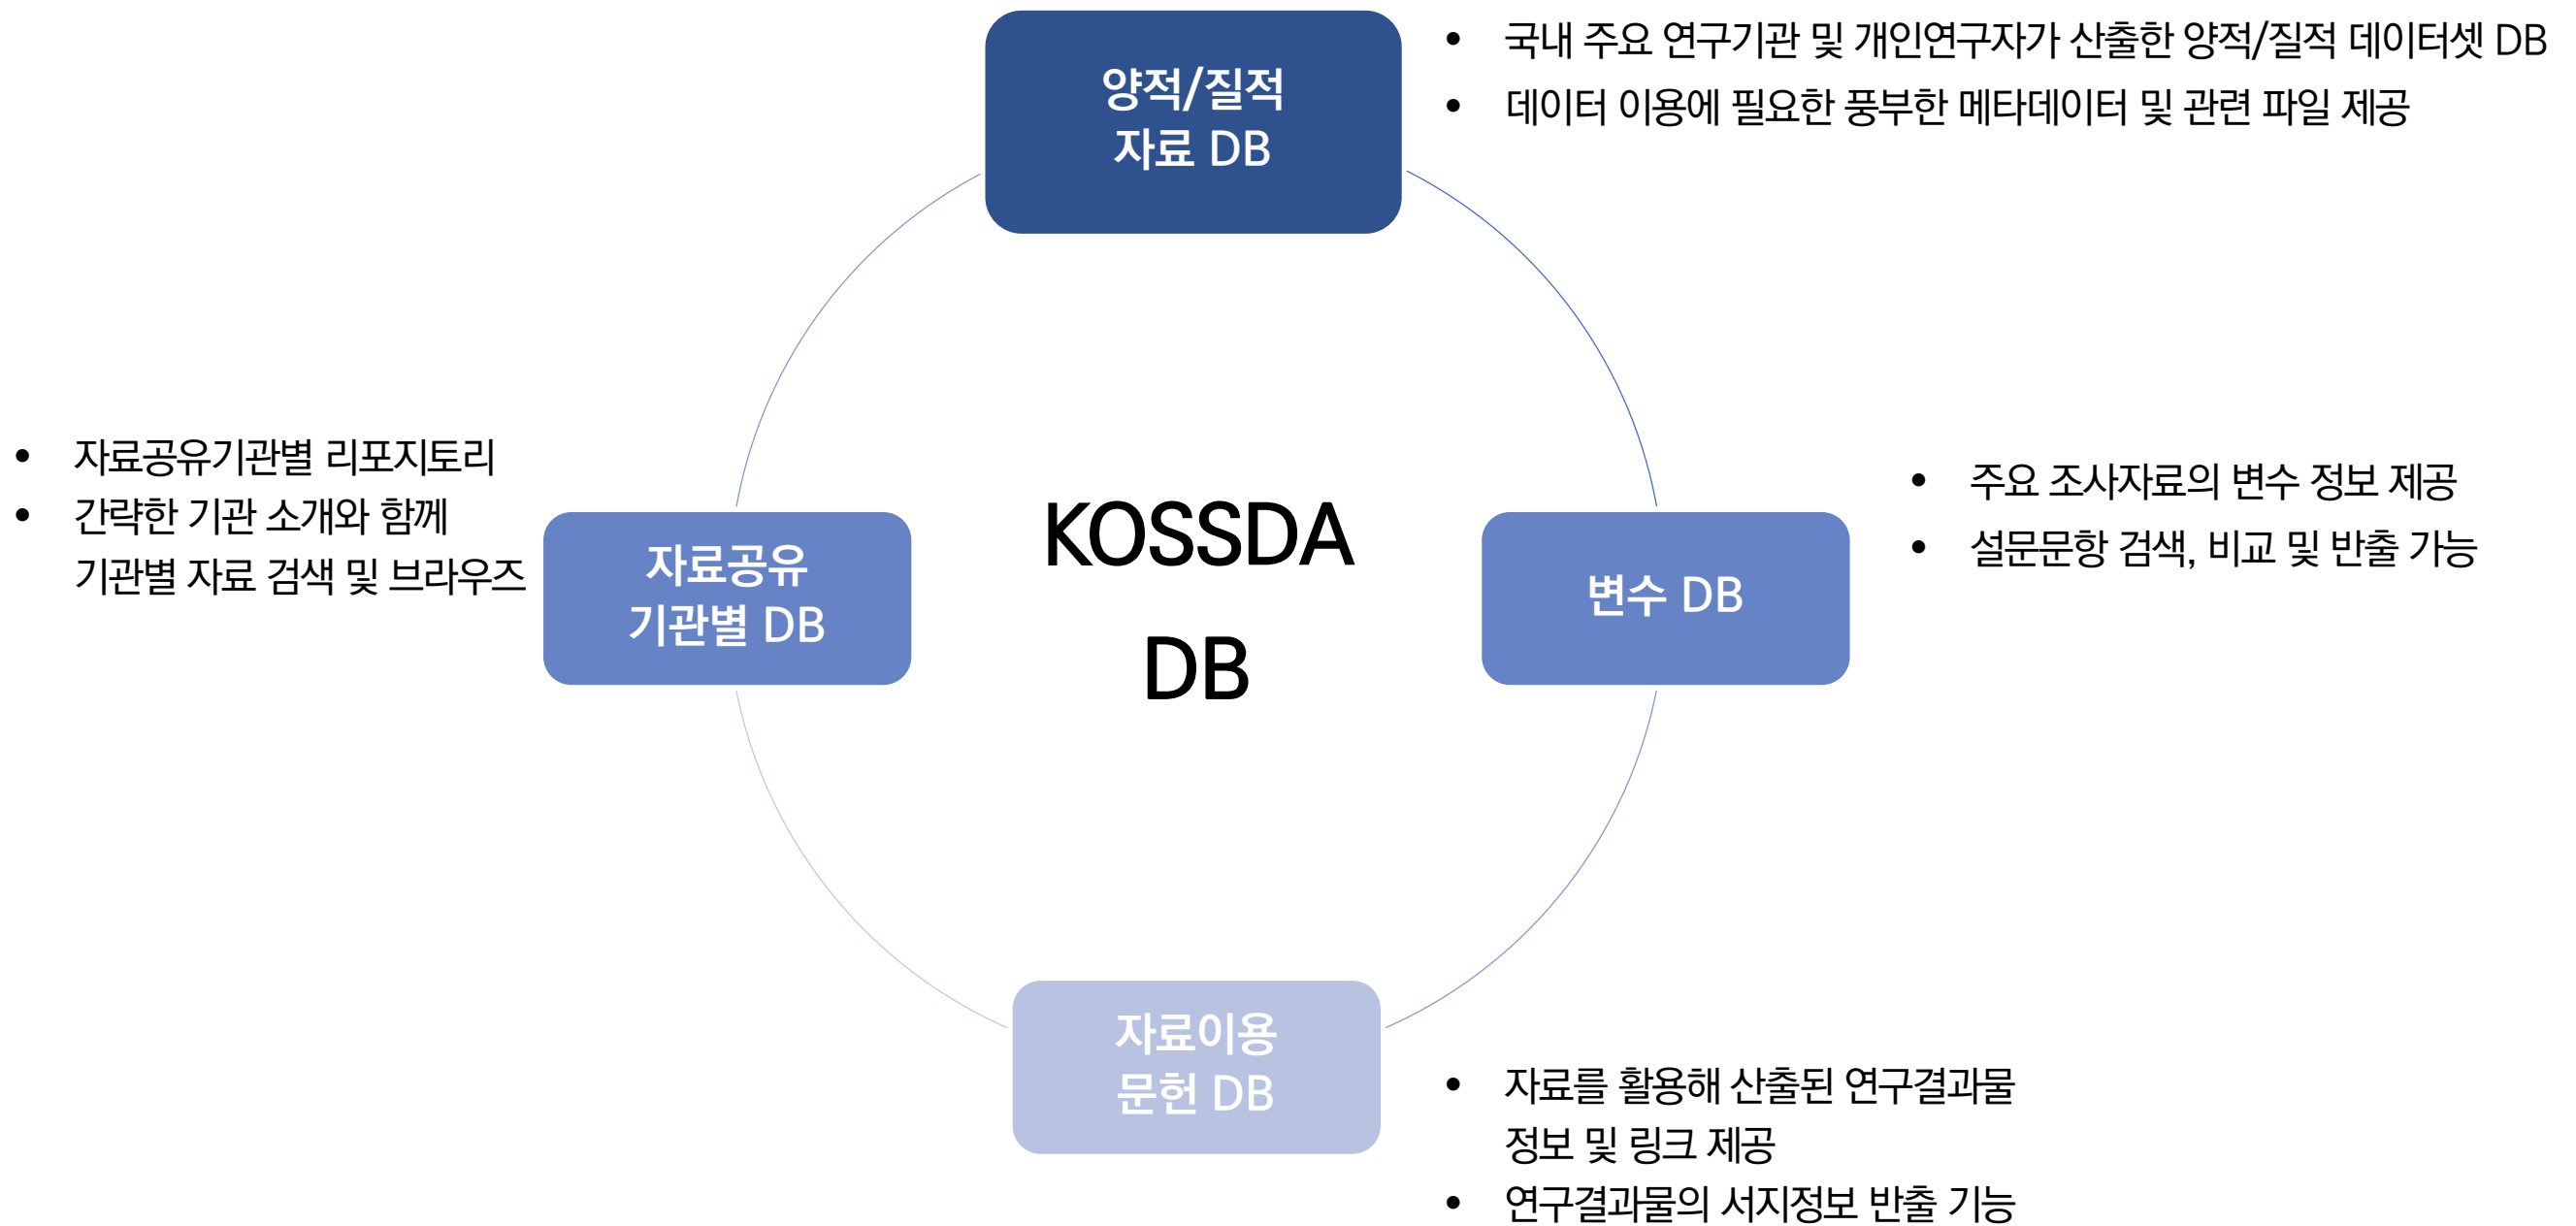 양적/질적
자료 DB
• 국내 주요 연구기관 및 개인연구자가 산출한 양적/질적 데이터셋 DB
• 데이터 이용에 필요한 풍부한 메타데이터 및 관련 파일 제공
• 자료공유기관별 리포지토리
• 간략한 기관 소개와 함께
기관별 자료 검색 및 브라우즈
자료공유
기관별 DB
KOSSDA
DB
변수 DB
• 주요 조사자료의 변수 정보 제공
• 설문문항 검색, 비교 및 반출 가능
자료이용
문헌 DB
• 자료를 활용해 산출된 연구결과물
정보 및 링크 제공
• 연구결과물의 서지정보 반출 기능